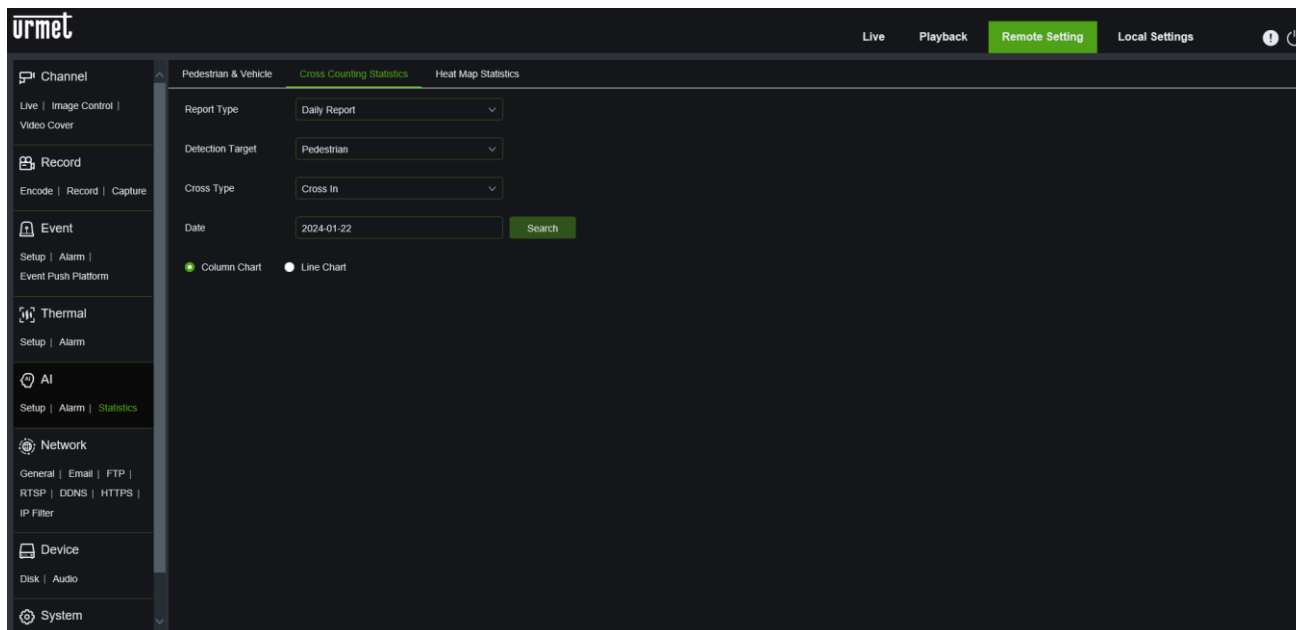 urmet
Live Playback Remote Setting Local Settings
Channel
Live | Image Control |
Video Cover
Record
Encode | Record | Capture
Event
Setup | Alarm |
Event Push Platform
Thermal
Setup | Alarm
AI
Setup | Alarm | Statistics
Network
General | Email | FTP |
RTSP | DDNS | HTTPS |
IP Filter
Device
Disk | Audio
System
Pedestrian & Vehicle Cross Counting Statistics Heat Map Statistics
Report Type Daily Report
Detection Target Pedestrian
Cross Type Cross In
Date 2024-01-22 Search
Column Chart Line Chart